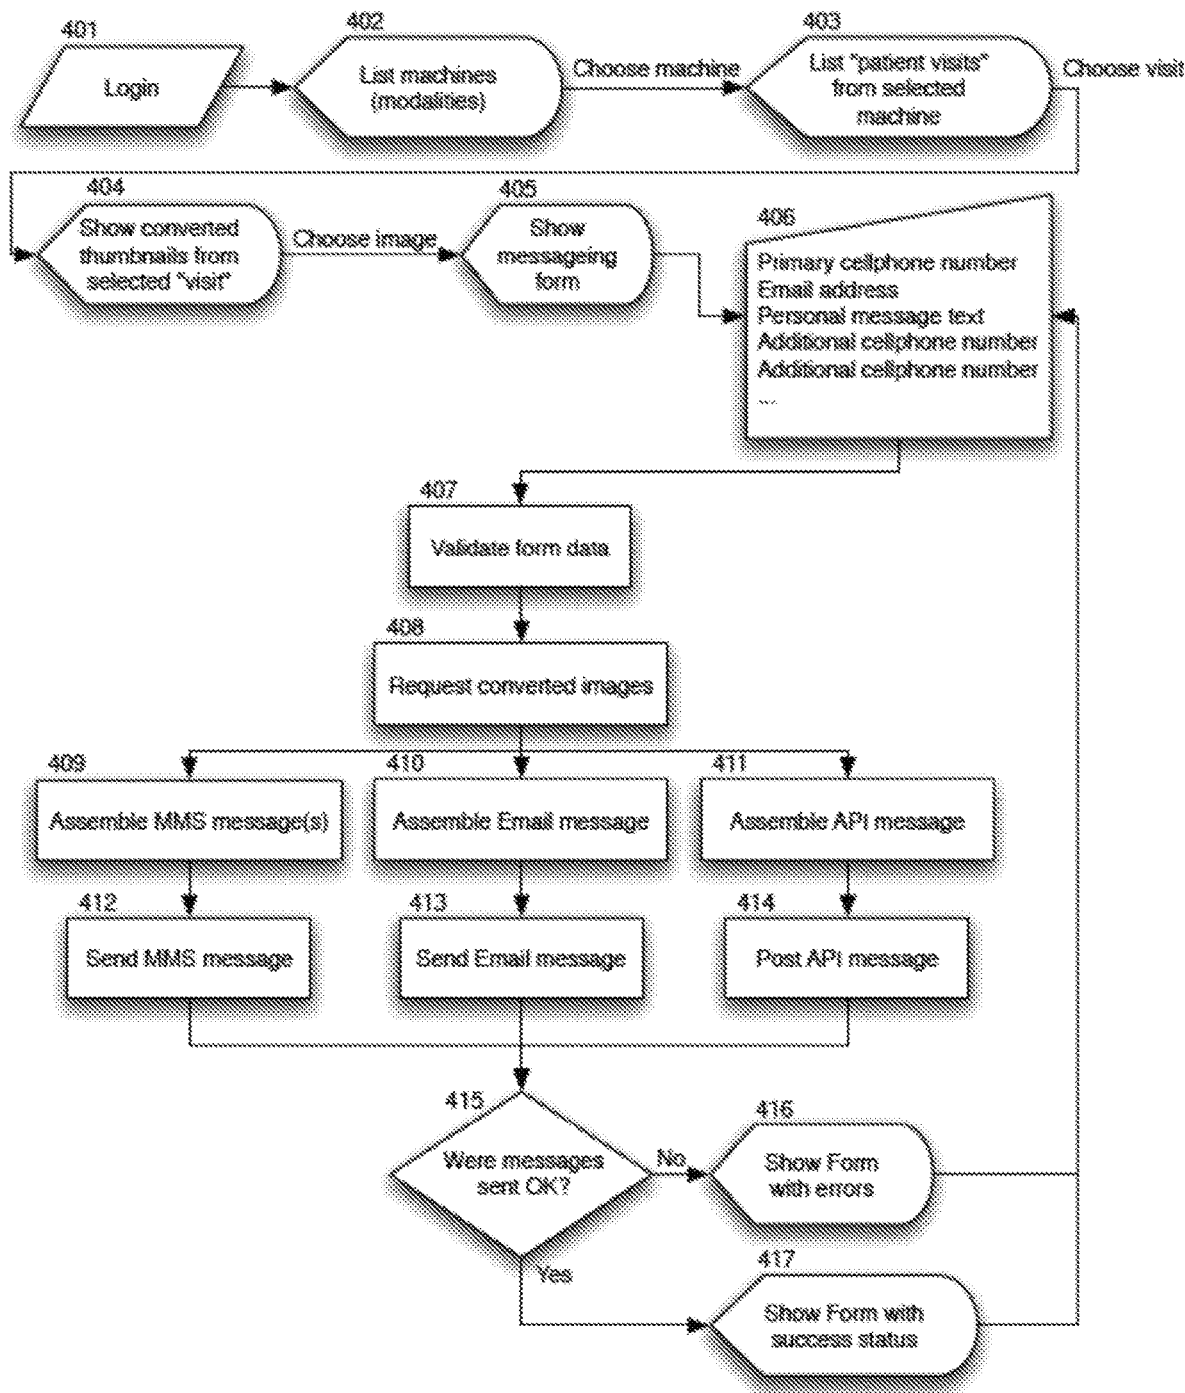 401
Login
402
List machines
(modalities)
Choose machine
403
List "patient visits"
from selected
machine
Choose visit
404
Show converted
thumbnails from
selected "visit"
Choose image
405
Show
messageing
form
406
Primary cellphone number
Email address
Personal message text
Additional cellphone number
Additional cellphone number
...
407
Validate form data
408
Request converted images
409
Assemble MMS message(s)
410
Assemble Email message
411
Assemble API message
412
Send MMS message
413
Send Email message
414
Post API message
415
Were messages
sent OK?
No
416
Show Form
with errors
Yes
417
Show Form with
success status